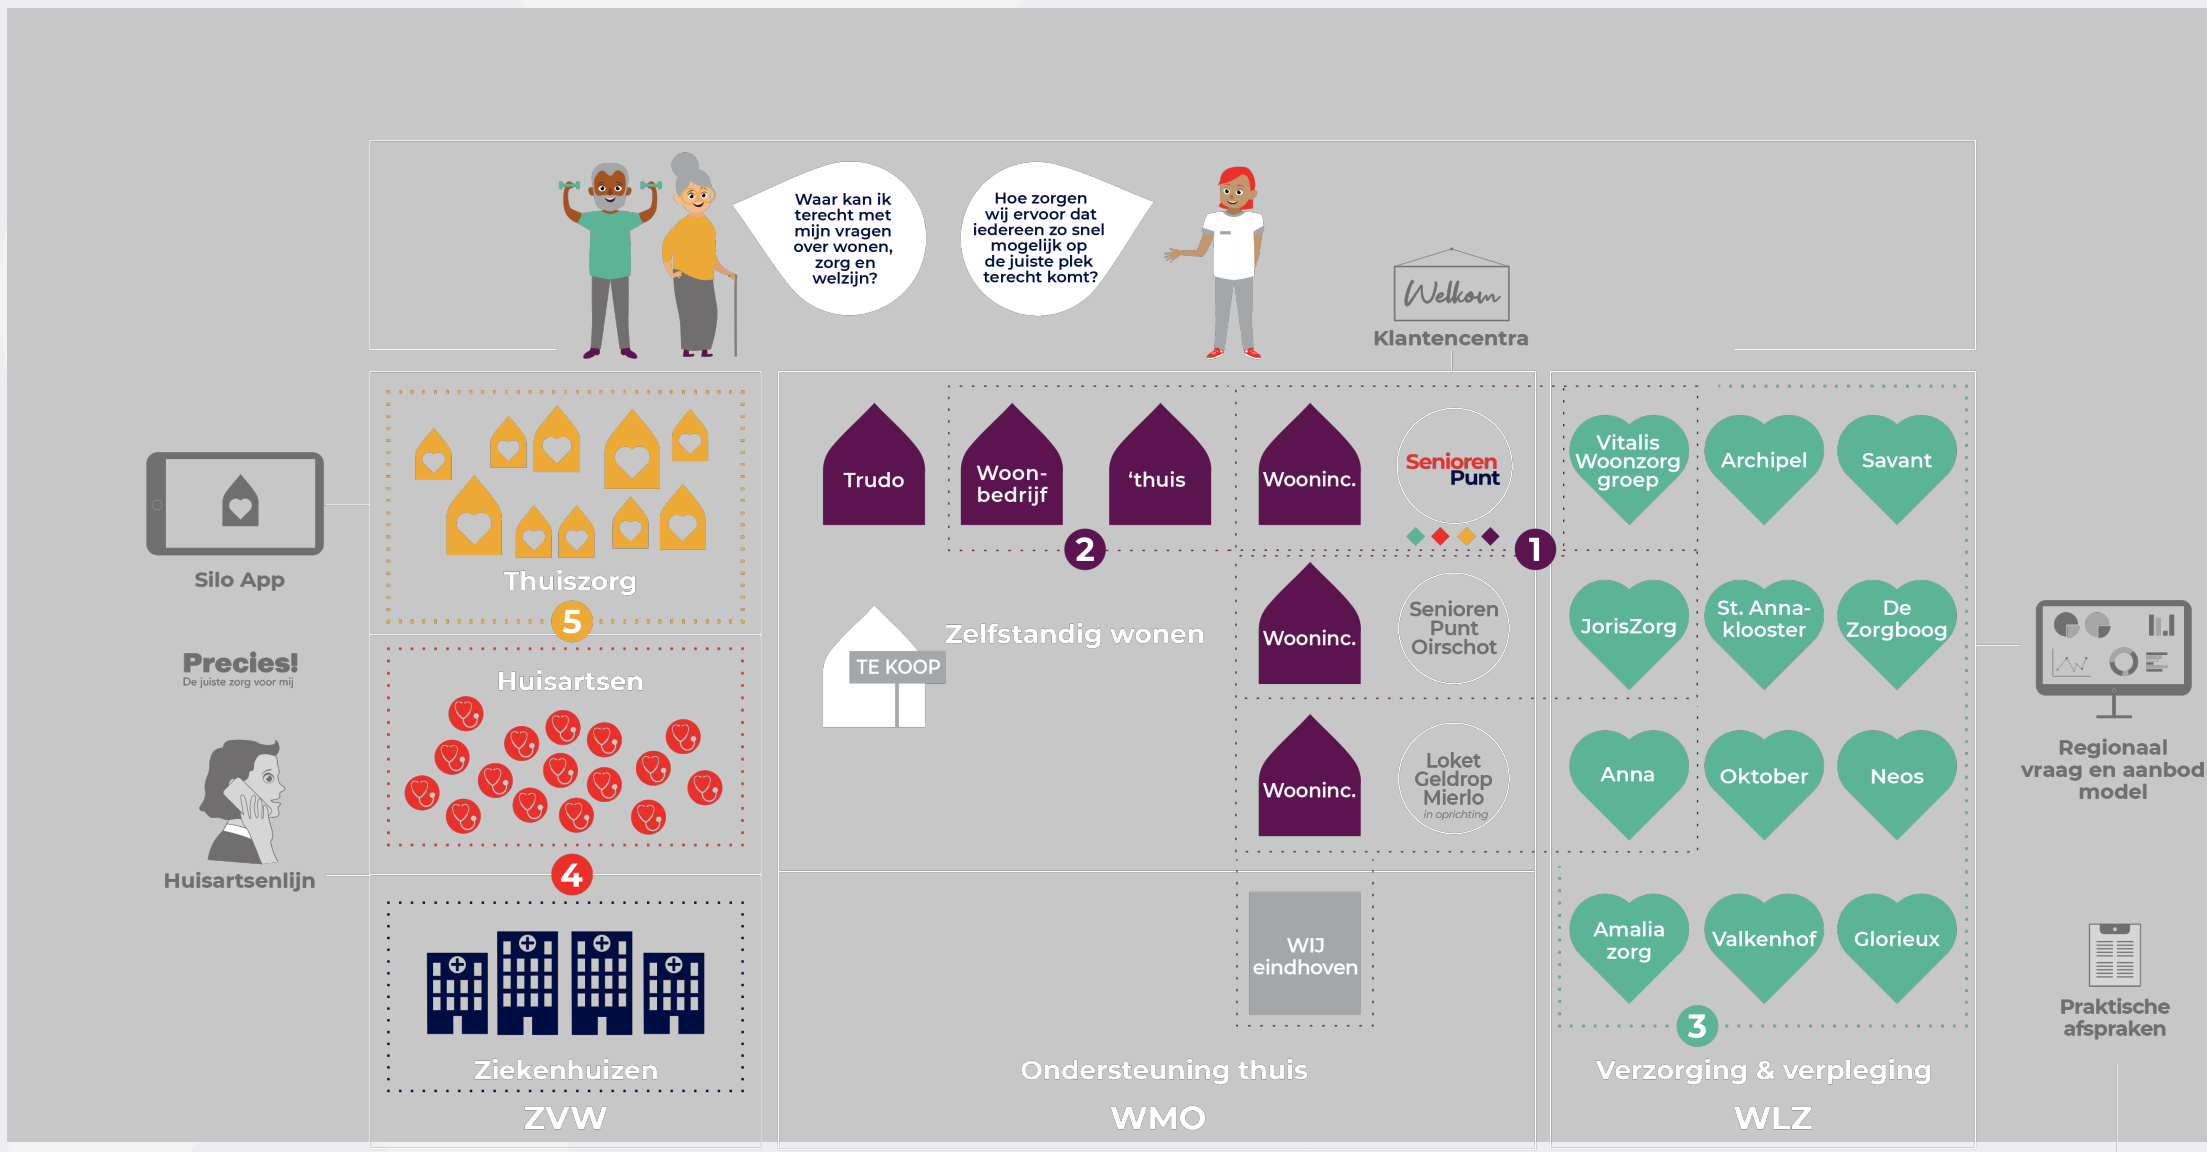 Waar kan ik
terecht met
mijn vragen
over wonen,
zorg en
welzijn?
Hoe zorgen
wij ervoor dat
iedereen zo snel
mogelijk op
de juiste plek
terecht komt?
Welkom
Klantencentra
Silo App
Precies!
De juiste zorg voor mij
Huisartsenlijn
Thuiszorg
5
Huisartsen
4
Ziekenhuizen
ZVW
Trudo
Woon-
bedrijf
‘thuis
Wooninc.
Senioren
Punt
2
1
TE KOOP
Zelfstandig wonen
Wooninc.
Senioren
Punt
Oirschot
Wooninc.
Loket
Geldrop
Mierlo
in oprichting
WIJ
eindhoven
Ondersteuning thuis
WMO
Vitalis
Woonzorg
groep
Archipel
Savant
JorisZorg
St. Anna-
klooster
De
Zorgboog
Anna
Oktober
Neos
Amalia
zorg
Valkenhof
Glorieux
3
Verzorging & verpleging
WLZ
Regionaal
vraag en aanbod
model
Praktische
afspraken